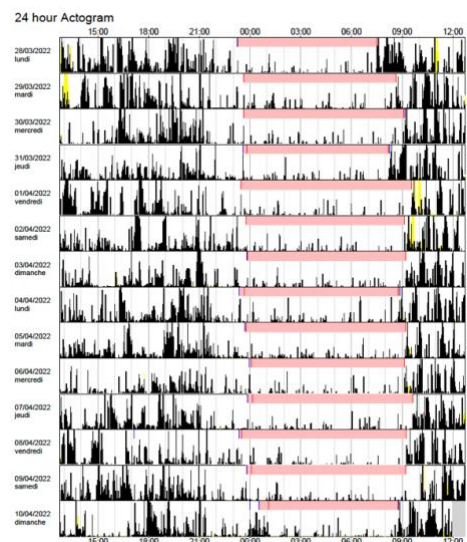 24 hour Actogram
15:00 18:00 21:00 00:00 03:00 06:00 09:00 12:00
28/03/2022
lundi
29/03/2022
mardi
30/03/2022
mercredi
31/03/2022
jeudi
01/04/2022
vendredi
02/04/2022
samedi
03/04/2022
dimanche
04/04/2022
lundi
05/04/2022
mardi
06/04/2022
mercredi
07/04/2022
jeudi
08/04/2022
vendredi
09/04/2022
samedi
10/04/2022
dimanche
15:00 18:00 21:00 00:00 03:00 06:00 09:00 12:00